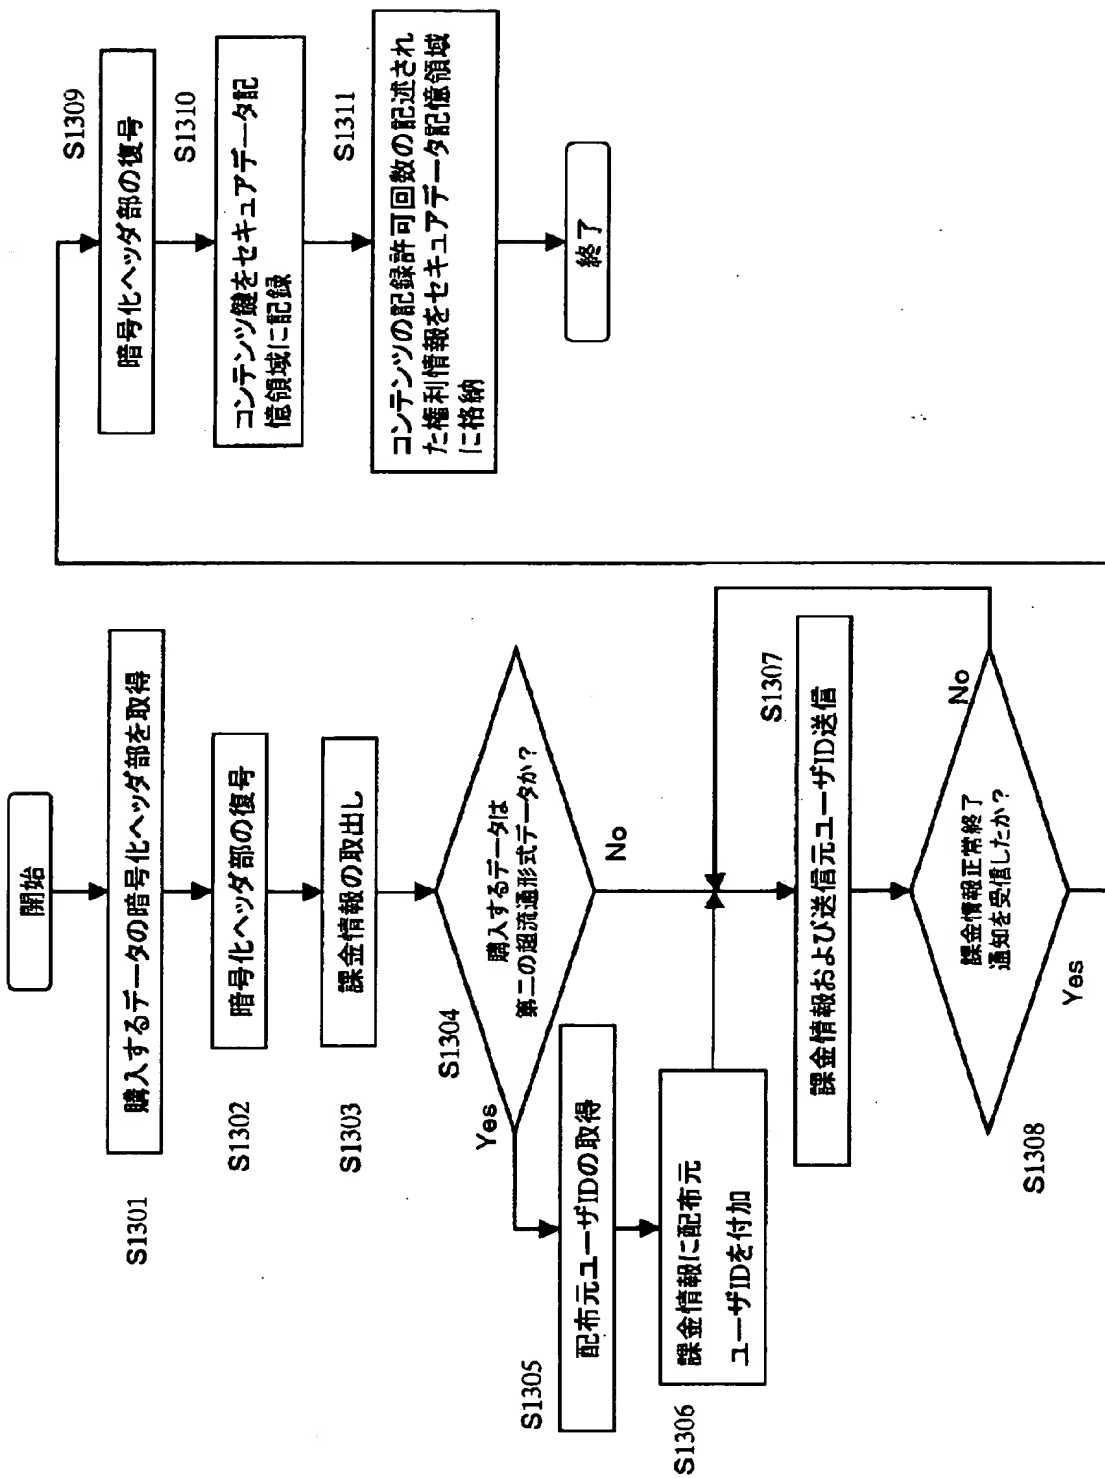 開始
S1301
購入するデータの暗号化ヘッダ部を取得
S1302
暗号化ヘッダ部の復号
S1303
課金情報の取出し
S1304
購入するデータは
第二の超流通形式データか？
Yes
No
S1305
配布元ユーザIDの取得
S1306
課金情報に配布元
ユーザIDを付加
S1307
課金情報および送信元ユーザID送信
S1308
課金情報正常終了
通知を受信したか？
No
Yes
S1309
暗号化ヘッダ部の復号
S1310
コンテンツ鍵をセキュアデータ記
憶領域に記録
S1311
コンテンツの記録許可回数の記述され
た権利情報をセキュアデータ記憶領域
に格納
終了